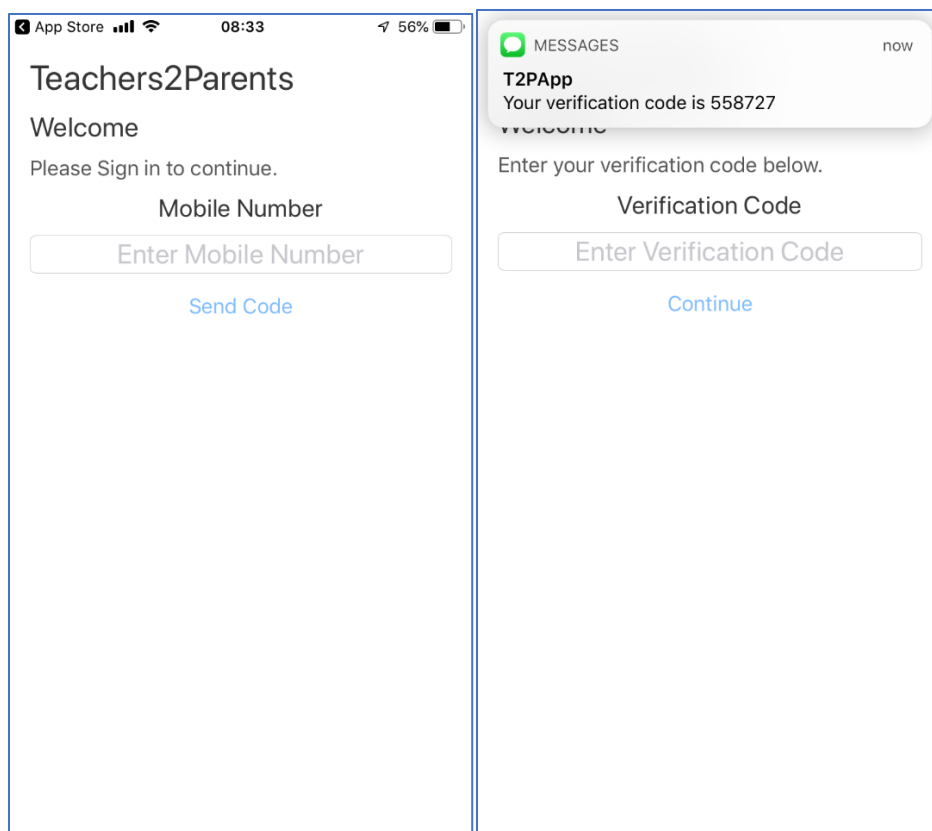 App Store 08:33 56%
Teachers2Parents
Welcome
Please Sign in to continue.
Mobile Number
Enter Mobile Number
Send Code
MESSAGES now
T2PApp
Your verification code is 558727
Welcome
Enter your verification code below.
Verification Code
Enter Verification Code
Continue